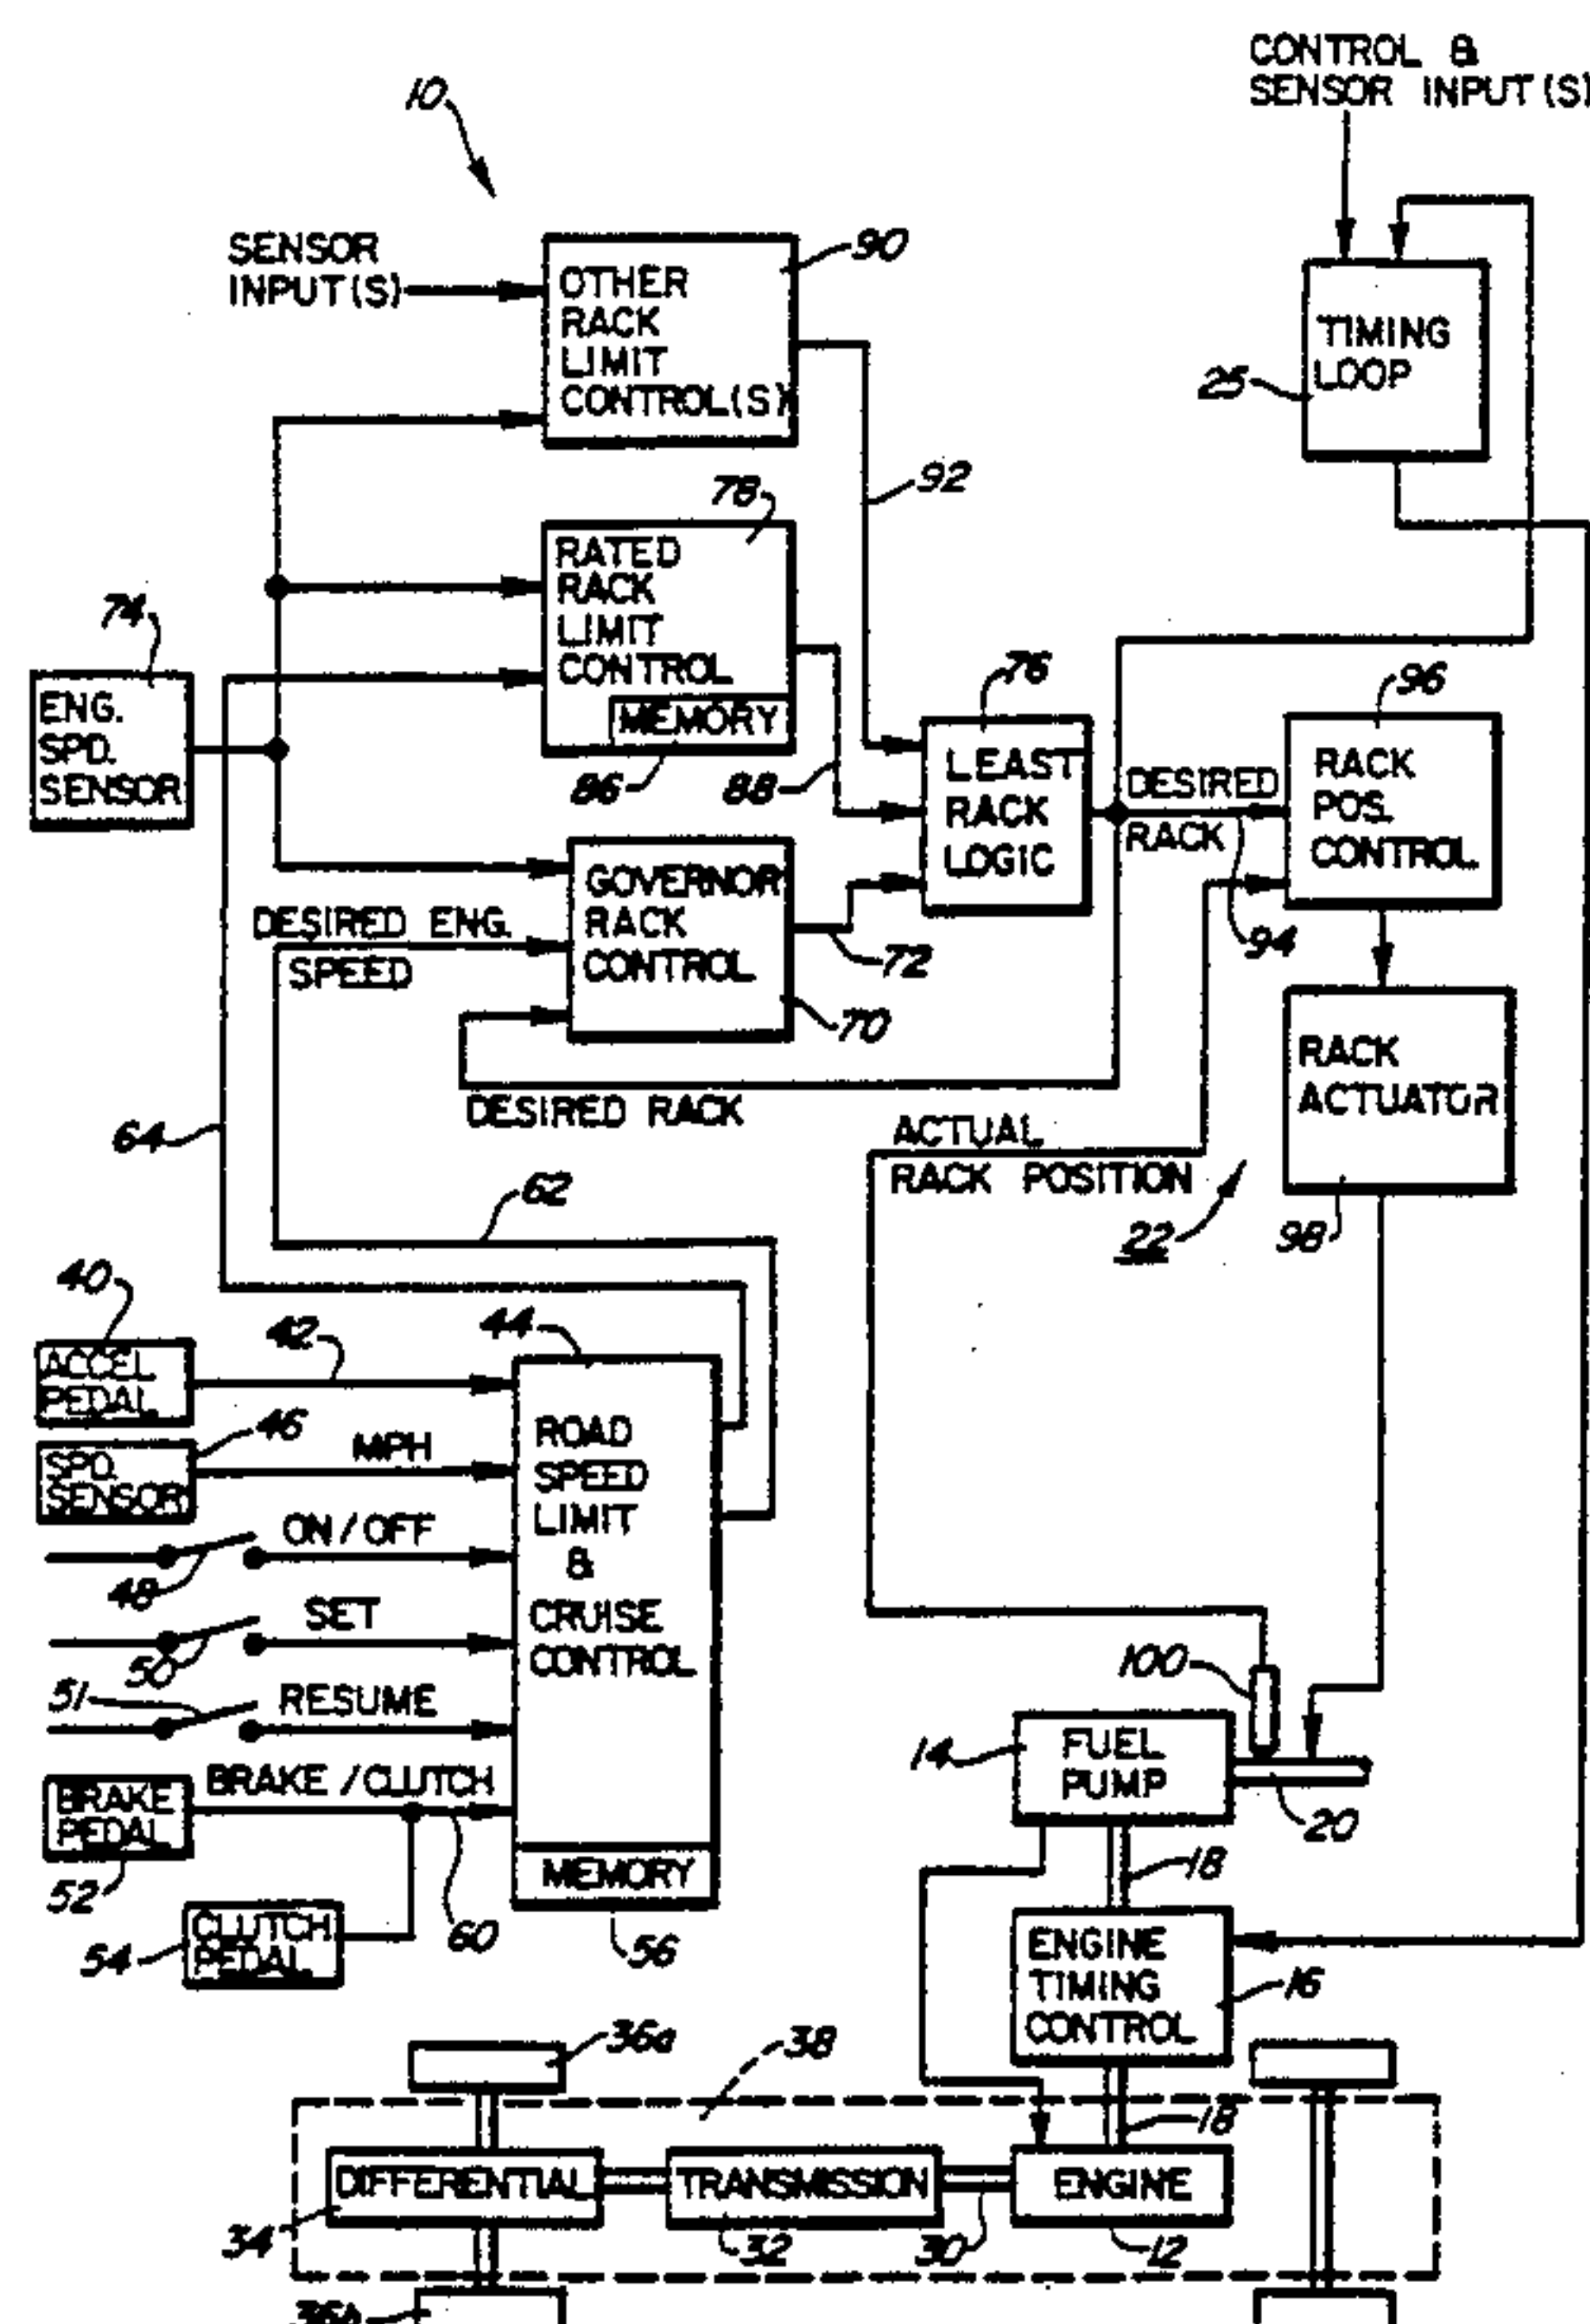 CONTROL &
SENSOR INPUT(S)
10
SENSOR
INPUT(S)
OTHER
RACK
LIMIT
CONTROL(S)
90
TIMING
LOOP
25
92
78
RATED
RACK
LIMIT
CONTROL
MEMORY
86
88
74
ENG.
SPD.
SENSOR
76
LEAST
RACK
LOGIC
DESIRED
RACK
94
96
RACK
POS.
CONTROL
GOVERNOR
RACK
CONTROL
72
70
DESIRED ENG.
SPEED
DESIRED RACK
RACK
ACTUATOR
98
ACTUAL
RACK POSITION
22
64
62
40
ACCEL
PEDAL
42
44
46
SPD.
SENSOR
MPH
ROAD
SPEED
LIMIT
&
CRUISE
CONTROL
ON/OFF
48
SET
50
51
RESUME
BRAKE/CLUTCH
BRAKE
PEDAL
52
MEMORY
56
CLUTCH
PEDAL
54
60
100
14
FUEL
PUMP
20
18
ENGINE
TIMING
CONTROL
16
36a
38
18
DIFFERENTIAL
TRANSMISSION
ENGINE
34
32
30
12
36b